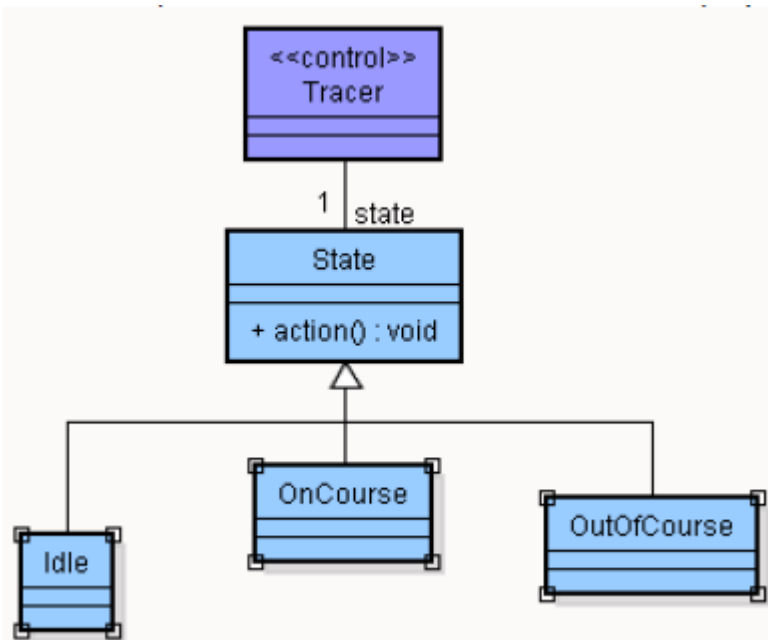 <<control>>
Tracer
1
state
State
+ action() : void
OnCourse
OutOfCourse
Idle